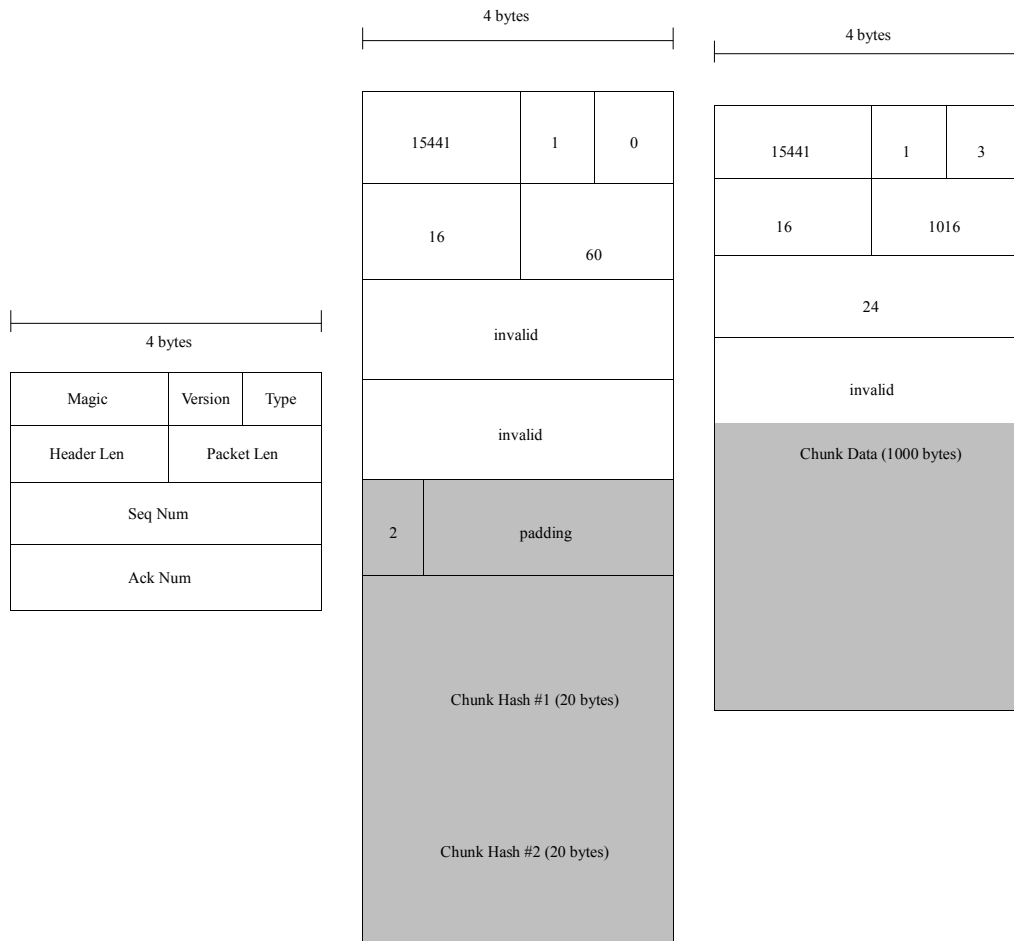 4 bytes
Magic Version Type
Header Len Packet Len
Seq Num
Ack Num
4 bytes
15441 1 0
16 60
invalid
invalid
2 padding
Chunk Hash #1 (20 bytes)
Chunk Hash #2 (20 bytes)
4 bytes
15441 1 3
16 1016
24
invalid
Chunk Data (1000 bytes)